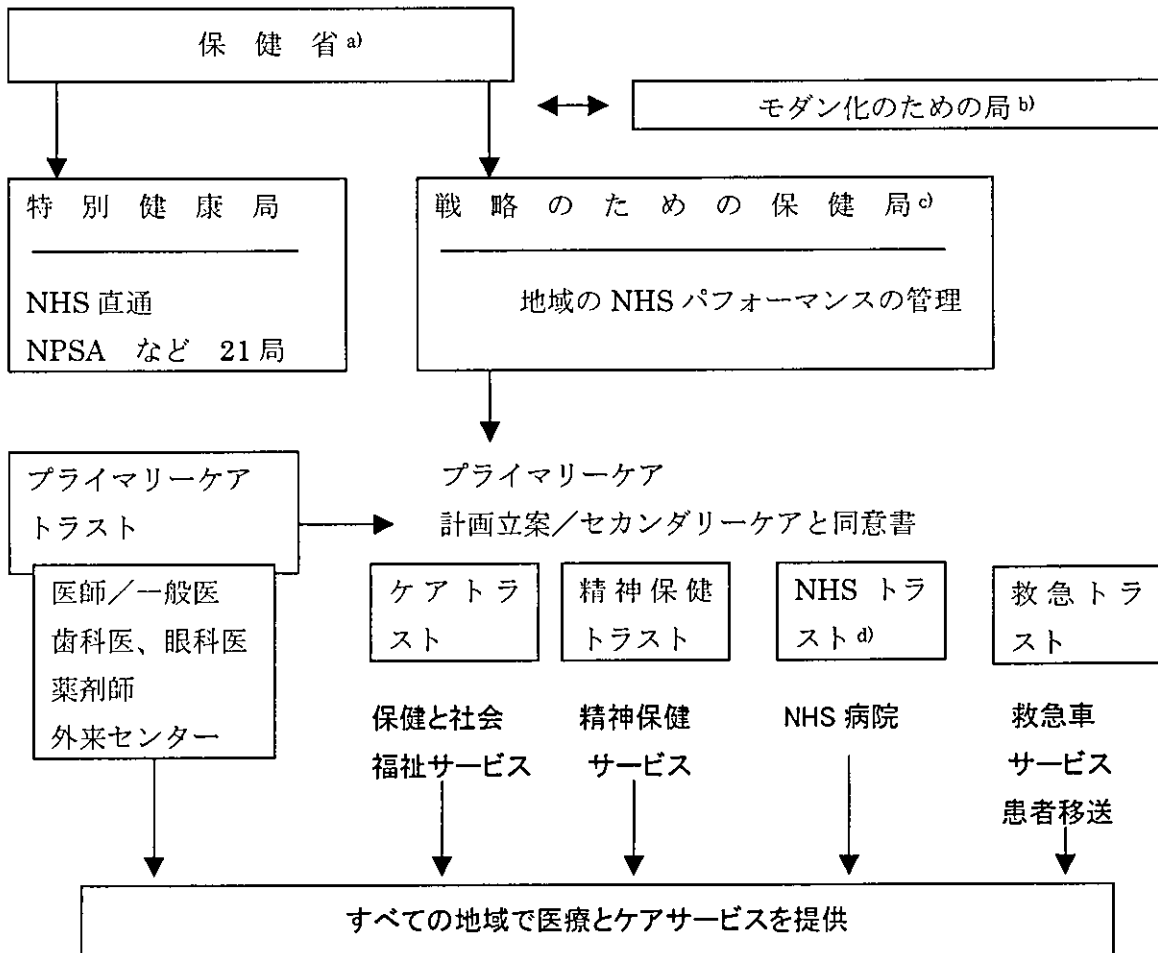 保健省 a)
モダン化のための局 b)
特別健康局
NHS 直通
NPSA など 21 局
戦略のための保健局 c)
地域の NHS パフォーマンスの管理
プライマリーケア
トラスト
プライマリーケア
計画立案／セカンダリーケアと同意書
医師／一般医
歯科医、眼科医
薬剤師
外来センター
ケアトラ
スト
保健と社会
福祉サービス
精神保健
トラスト
精神保健
サービス
NHS トラ
スト d)
NHS 病院
救急トラ
スト
救急車
サービス
患者移送
すべての地域で医療とケアサービスを提供